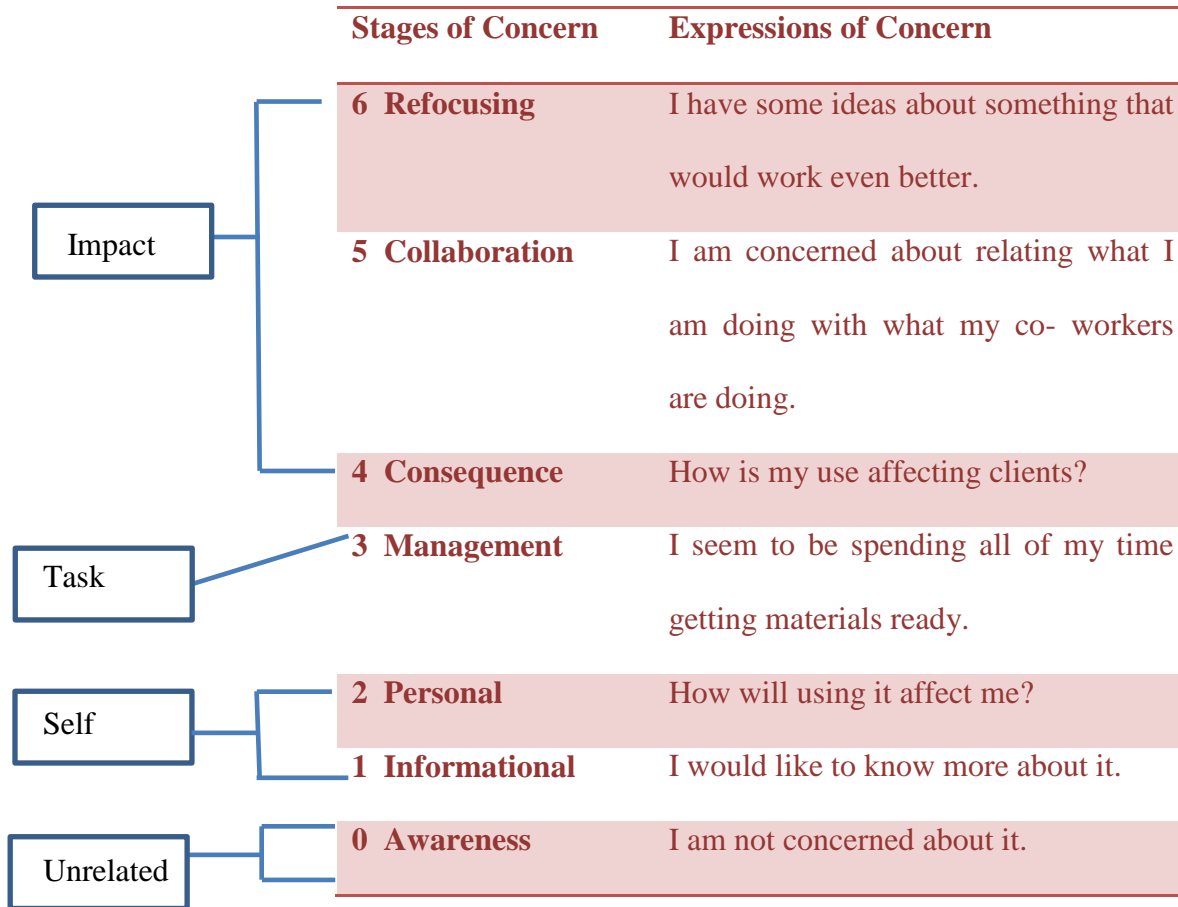 Stages of Concern Expressions of Concern
6 Refocusing I have some ideas about something that
would work even better.
Impact
5 Collaboration I am concerned about relating what I
am doing with what my co- workers
are doing.
4 Consequence How is my use affecting clients?
3 Management I seem to be spending all of my time
Task
getting materials ready.
2 Personal How will using it affect me?
Self
1 Informational I would like to know more about it.
0 Awareness I am not concerned about it.
Unrelated